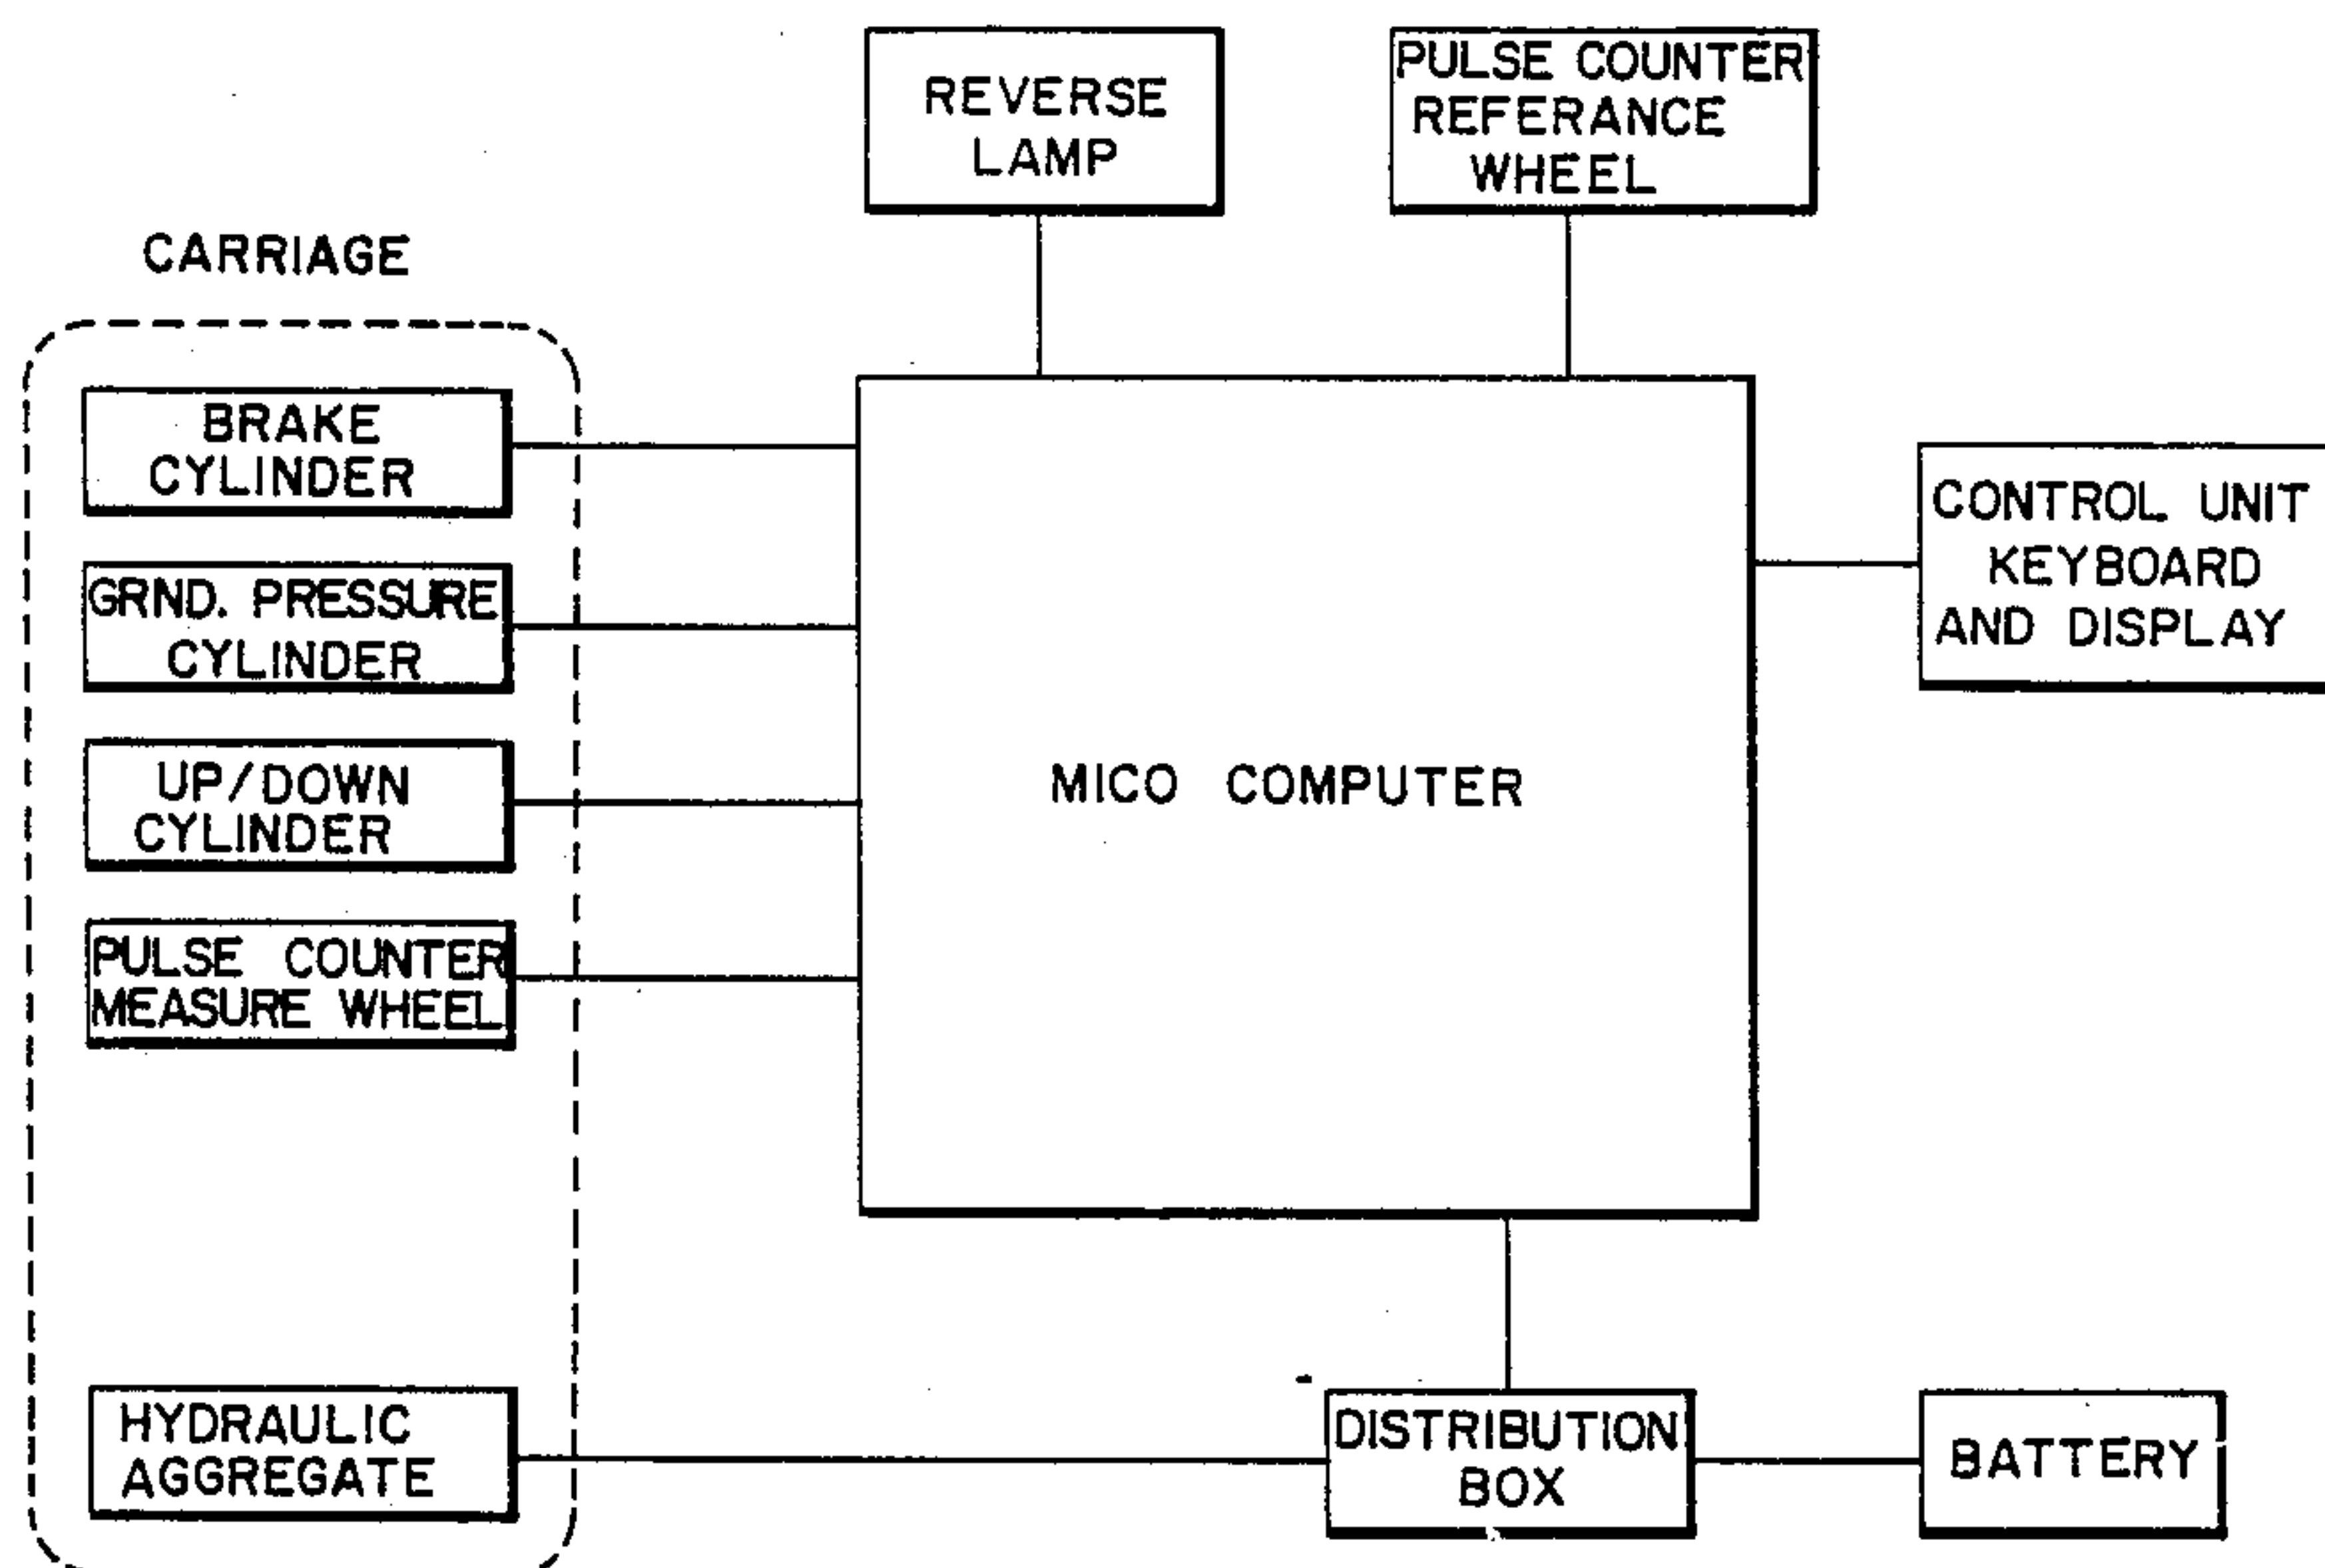 REVERSE
LAMP
PULSE COUNTER
REFERANCE
WHEEL
CARRIAGE
BRAKE
CYLINDER
GRND. PRESSURE
CYLINDER
UP/DOWN
CYLINDER
PULSE COUNTER
MEASURE WHEEL
MICO COMPUTER
CONTROL UNIT
KEYBOARD
AND DISPLAY
HYDRAULIC
AGGREGATE
DISTRIBUTION
BOX
BATTERY